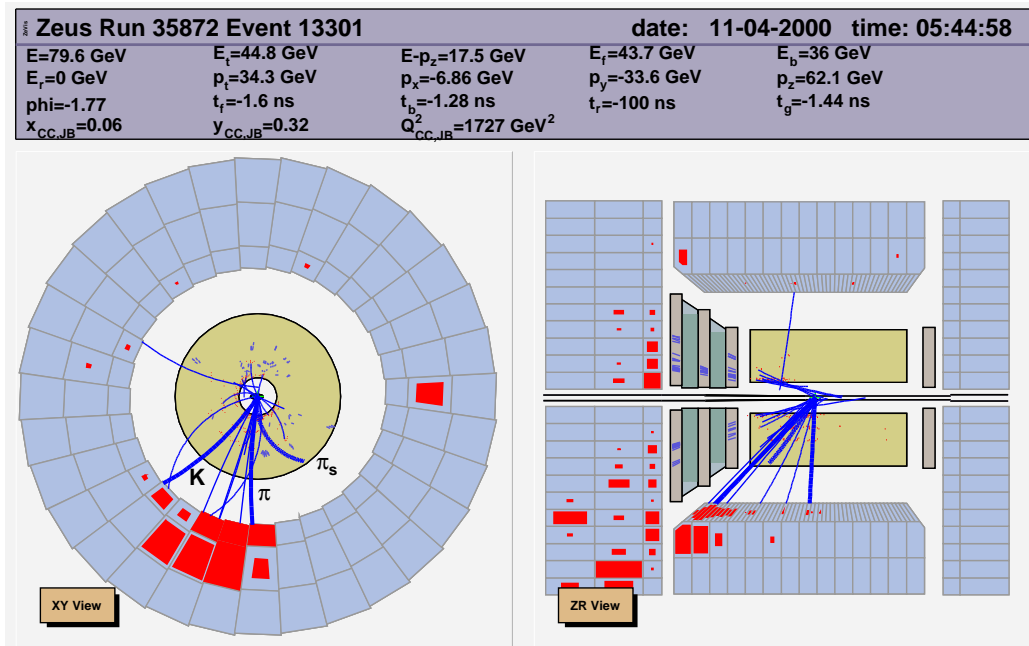 Zeus Run 35872 Event 13301 date: 11-04-2000 time: 05:44:58
E=79.6 GeV Et=44.8 GeV E-pz=17.5 GeV Ef=43.7 GeV Eb=36 GeV
Er=0 GeV pt=34.3 GeV px=-6.86 GeV py=-33.6 GeV pz=62.1 GeV
phi=-1.77 tf=-1.6 ns tb=-1.28 ns tr=-100 ns tg=-1.44 ns
xCC,JB=0.06 yCC,JB=0.32 Q²CC,JB=1727 GeV²
K
πs
π
XY View
ZR View